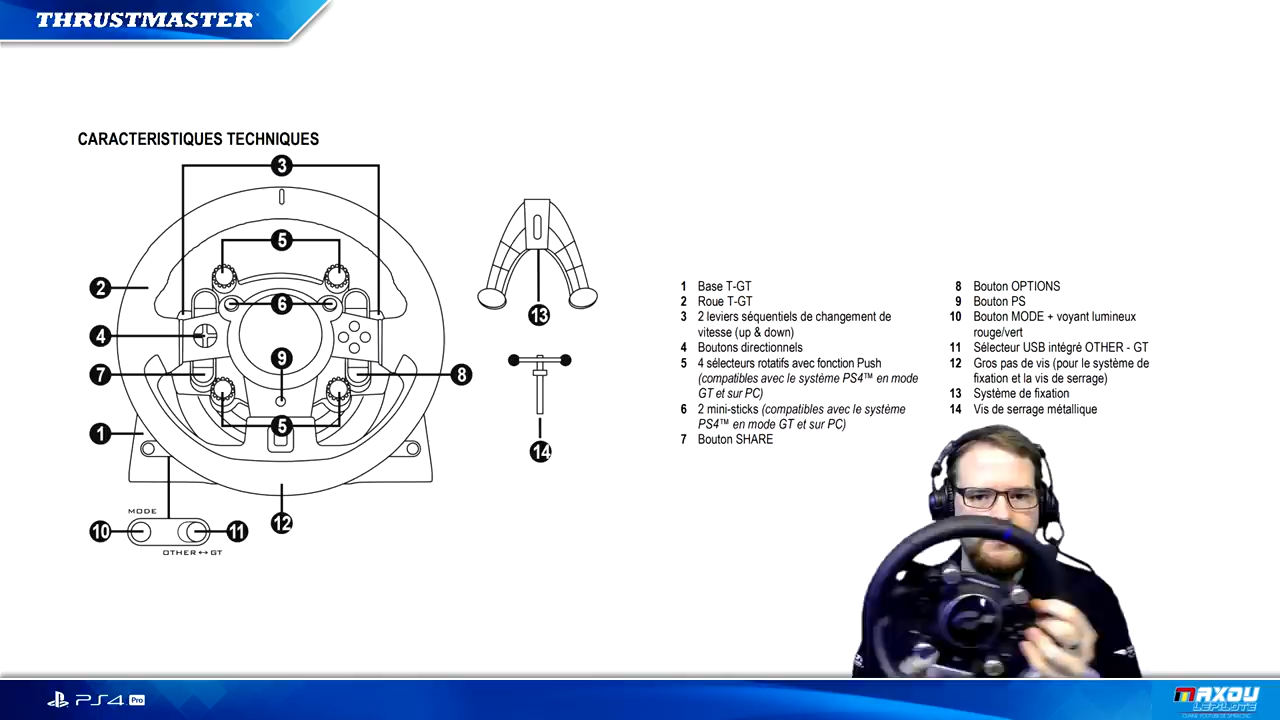 THRUSTMASTER
CARACTERISTIQUES TECHNIQUES
3
5
2
6
13
4
9
7
8
5
1
14
12
MODE
10
11
OTHER↔GT
1 Base T-GT
2 Roue T-GT
3 2 leviers séquentiels de changement de
vitesse (up & down)
4 Boutons directionnels
5 4 sélecteurs rotatifs avec fonction Push
(compatibles avec le système PS4™ en mode
GT et sur PC)
6 2 mini-sticks (compatibles avec le système
PS4™ en mode GT et sur PC)
7 Bouton SHARE
8 Bouton OPTIONS
9 Bouton PS
10 Bouton MODE + voyant lumineux
rouge/vert
11 Sélecteur USB intégré OTHER - GT
12 Gros pas de vis (pour le système de
fixation et la vis de serrage)
13 Système de fixation
14 Vis de serrage métallique
PS4 Pro
MAXOU
LEPILOTE